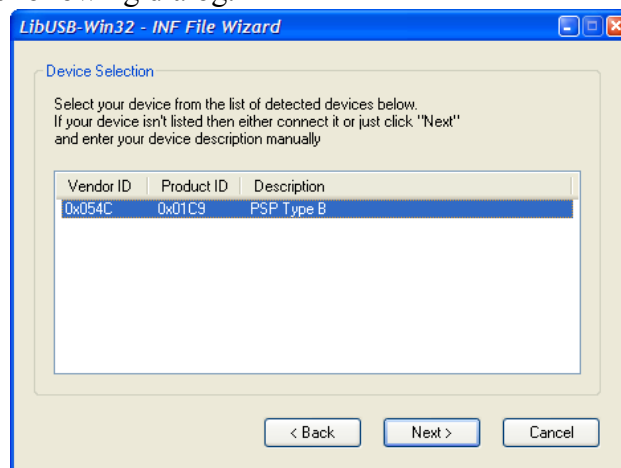 following dialog:
LibUSB-Win32 - INF File Wizard
Device Selection
Select your device from the list of detected devices below.
If your device isn't listed then either connect it or just click "Next"
and enter your device description manually
Vendor ID Product ID Description
0x054C 0x01C9 PSP Type B
< Back Next > Cancel